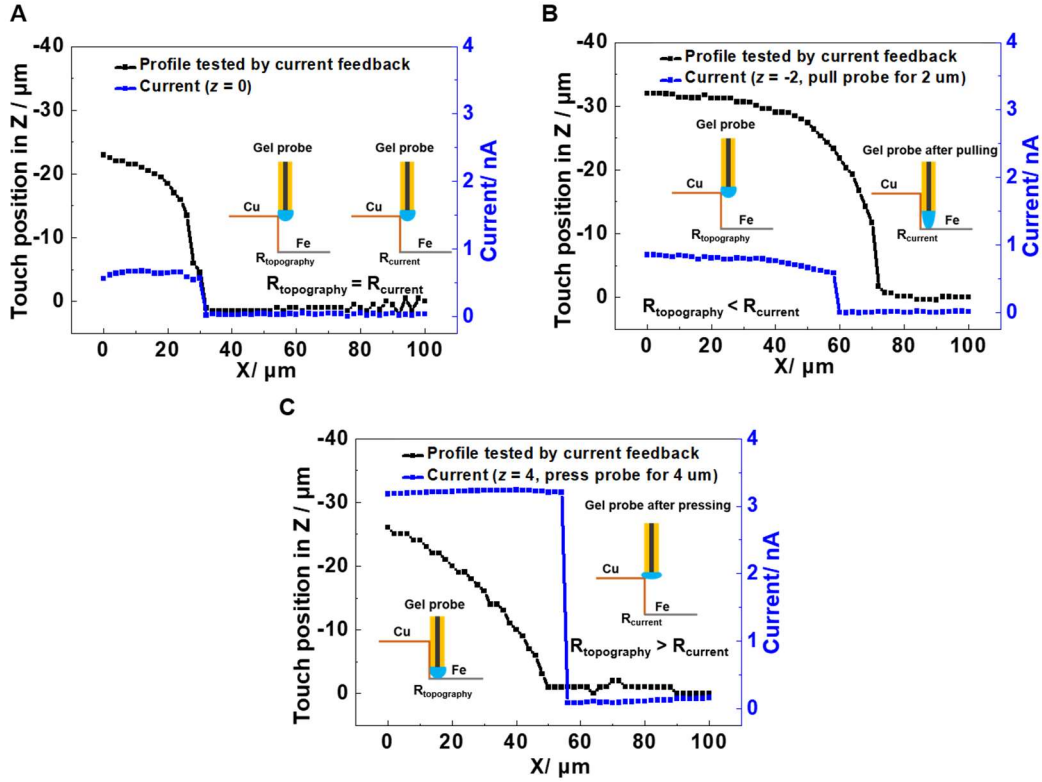 A
Touch position in Z / μm
-40
-30
-20
-10
0
Profile tested by current feedback
Current (z = 0)
Gel probe
Gel probe
Cu
Fe
Rtopography
Cu
Fe
Rcurrent
Rtopography = Rcurrent
4
3
2
1
0
Current/ nA
0 20 40 60 80 100
X/ μm
B
Touch position in Z / μm
-40
-30
-20
-10
0
Profile tested by current feedback
Current (z = -2, pull probe for 2 um)
Gel probe
Gel probe after pulling
Cu
Fe
Rtopography
Cu
Fe
Rcurrent
Rtopography < Rcurrent
4
3
2
1
0
Current/ nA
0 20 40 60 80 100
X/ μm
C
Touch position in Z / μm
-40
-30
-20
-10
0
Profile tested by current feedback
Current (z = 4, press probe for 4 um)
Gel probe after pressing
Cu
Fe
Rcurrent
Gel probe
Cu
Fe
Rtopography
Rtopography > Rcurrent
4
3
2
1
0
Current/ nA
0 20 40 60 80 100
X/ μm